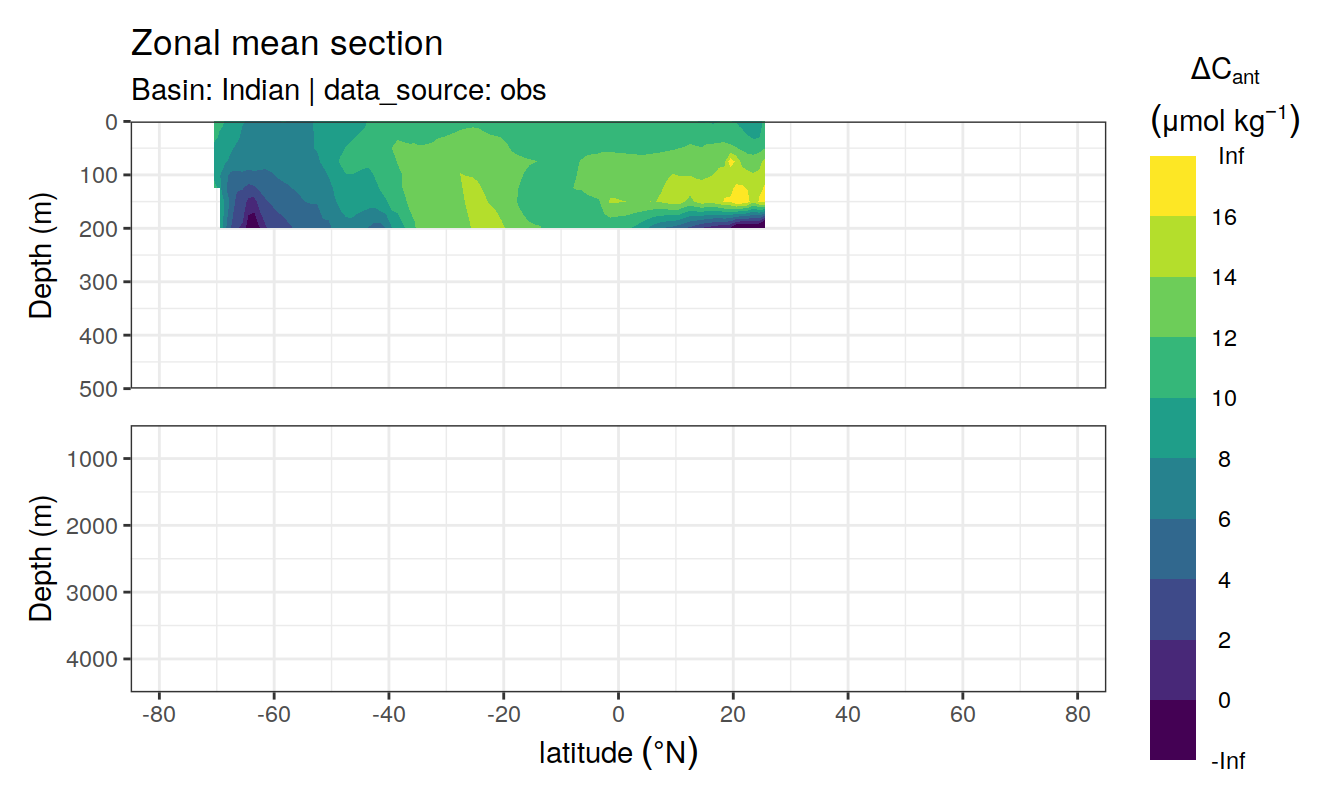 Zonal mean section
Basin: Indian | data_source: obs
ΔCant
(μmol kg⁻¹)
Inf
16
14
12
10
8
6
4
2
0
-Inf
Depth (m)
0
100
200
300
400
500
Depth (m)
1000
2000
3000
4000
-80 -60 -40 -20 0 20 40 60 80
latitude (°N)